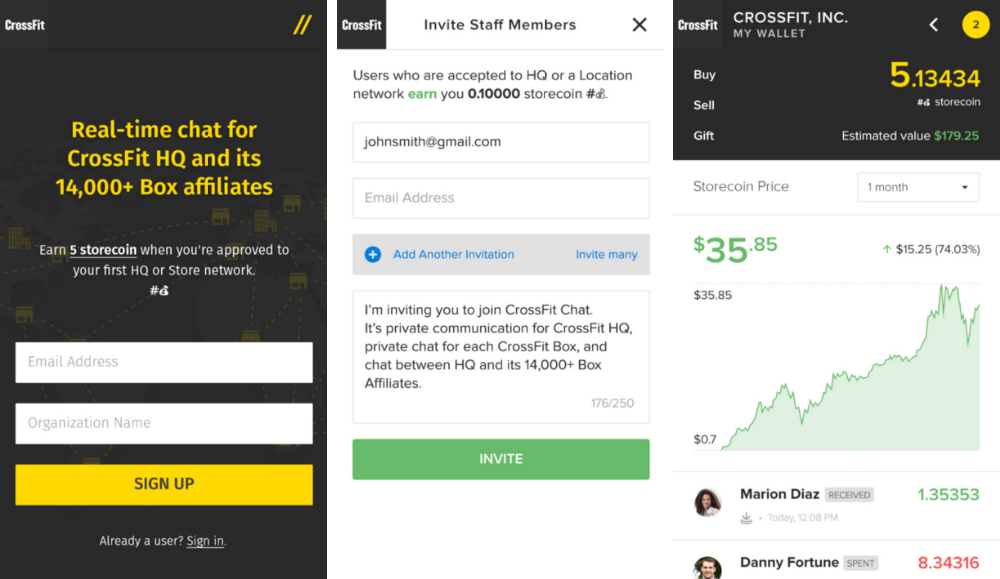 CrossFit
//
Real-time chat for
CrossFit HQ and its
14,000+ Box affiliates
Earn 5 storecoin when you're approved to
your first HQ or Store network.
#💰
Email Address
Organization Name
SIGN UP
Already a user? Sign in.
CrossFit
Invite Staff Members
Users who are accepted to HQ or a Location
network earn you 0.10000 storecoin #💰.
johnsmith@gmail.com
Email Address
Add Another Invitation Invite many
I'm inviting you to join CrossFit Chat.
It's private communication for CrossFit HQ,
private chat for each CrossFit Box, and
chat between HQ and its 14,000+ Box
Affiliates.
176/250
INVITE
CrossFit
CROSSFIT, INC.
MY WALLET
2
Buy
Sell
Gift
5.13434
#💰 storecoin
Estimated value $179.25
Storecoin Price
1 month
$35.85
↑ $15.25 (74.03%)
$35.85
$0.7
Marion Diaz RECEIVED 1.35353
• Today, 12:08 PM
Danny Fortune SPENT 8.34316